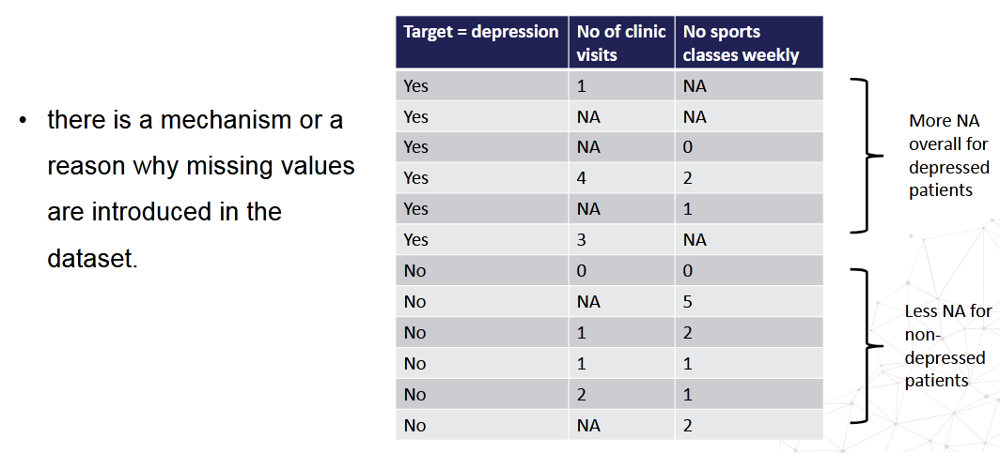 • there is a mechanism or a
reason why missing values
are introduced in the
dataset.
Target = depression No of clinic visits No sports classes weekly
Yes 1 NA
Yes NA NA
Yes NA 0
Yes 4 2
Yes NA 1
Yes 3 NA
No 0 0
No NA 5
No 1 2
No 1 1
No 2 1
No NA 2
More NA
overall for
depressed
patients
Less NA for
non-
depressed
patients